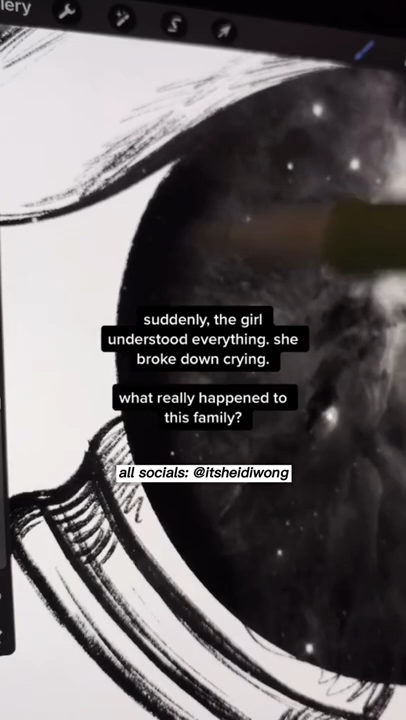 lery
suddenly, the girl
understood everything. she
broke down crying.
what really happened to
this family?
all socials: @itsheidiwong